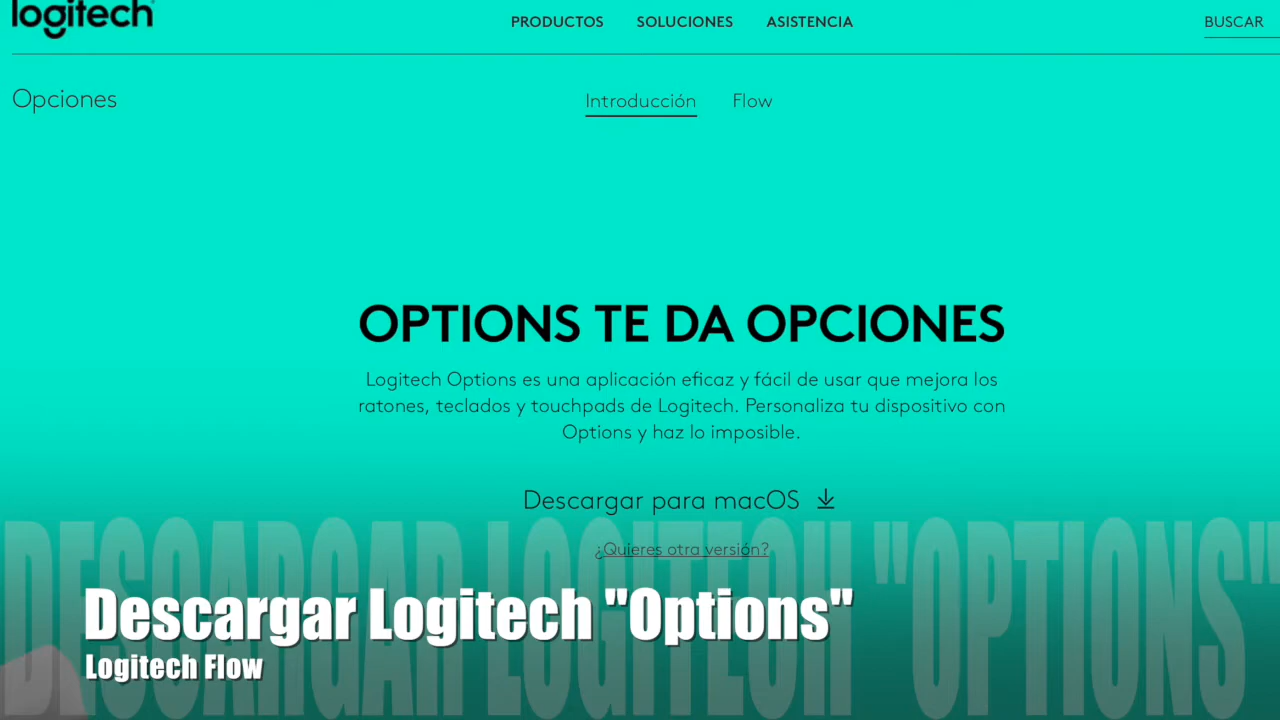 logitech
PRODUCTOS SOLUCIONES ASISTENCIA BUSCAR
Opciones Introducción Flow
OPTIONS TE DA OPCIONES
Logitech Options es una aplicación eficaz y fácil de usar que mejora los
ratones, teclados y touchpads de Logitech. Personaliza tu dispositivo con
Options y haz lo imposible.
Descargar para macOS
¿Quieres otra versión?
DESCARGAR LOGITECH "OPTIONS"
Descargar Logitech "Options"
Logitech Flow